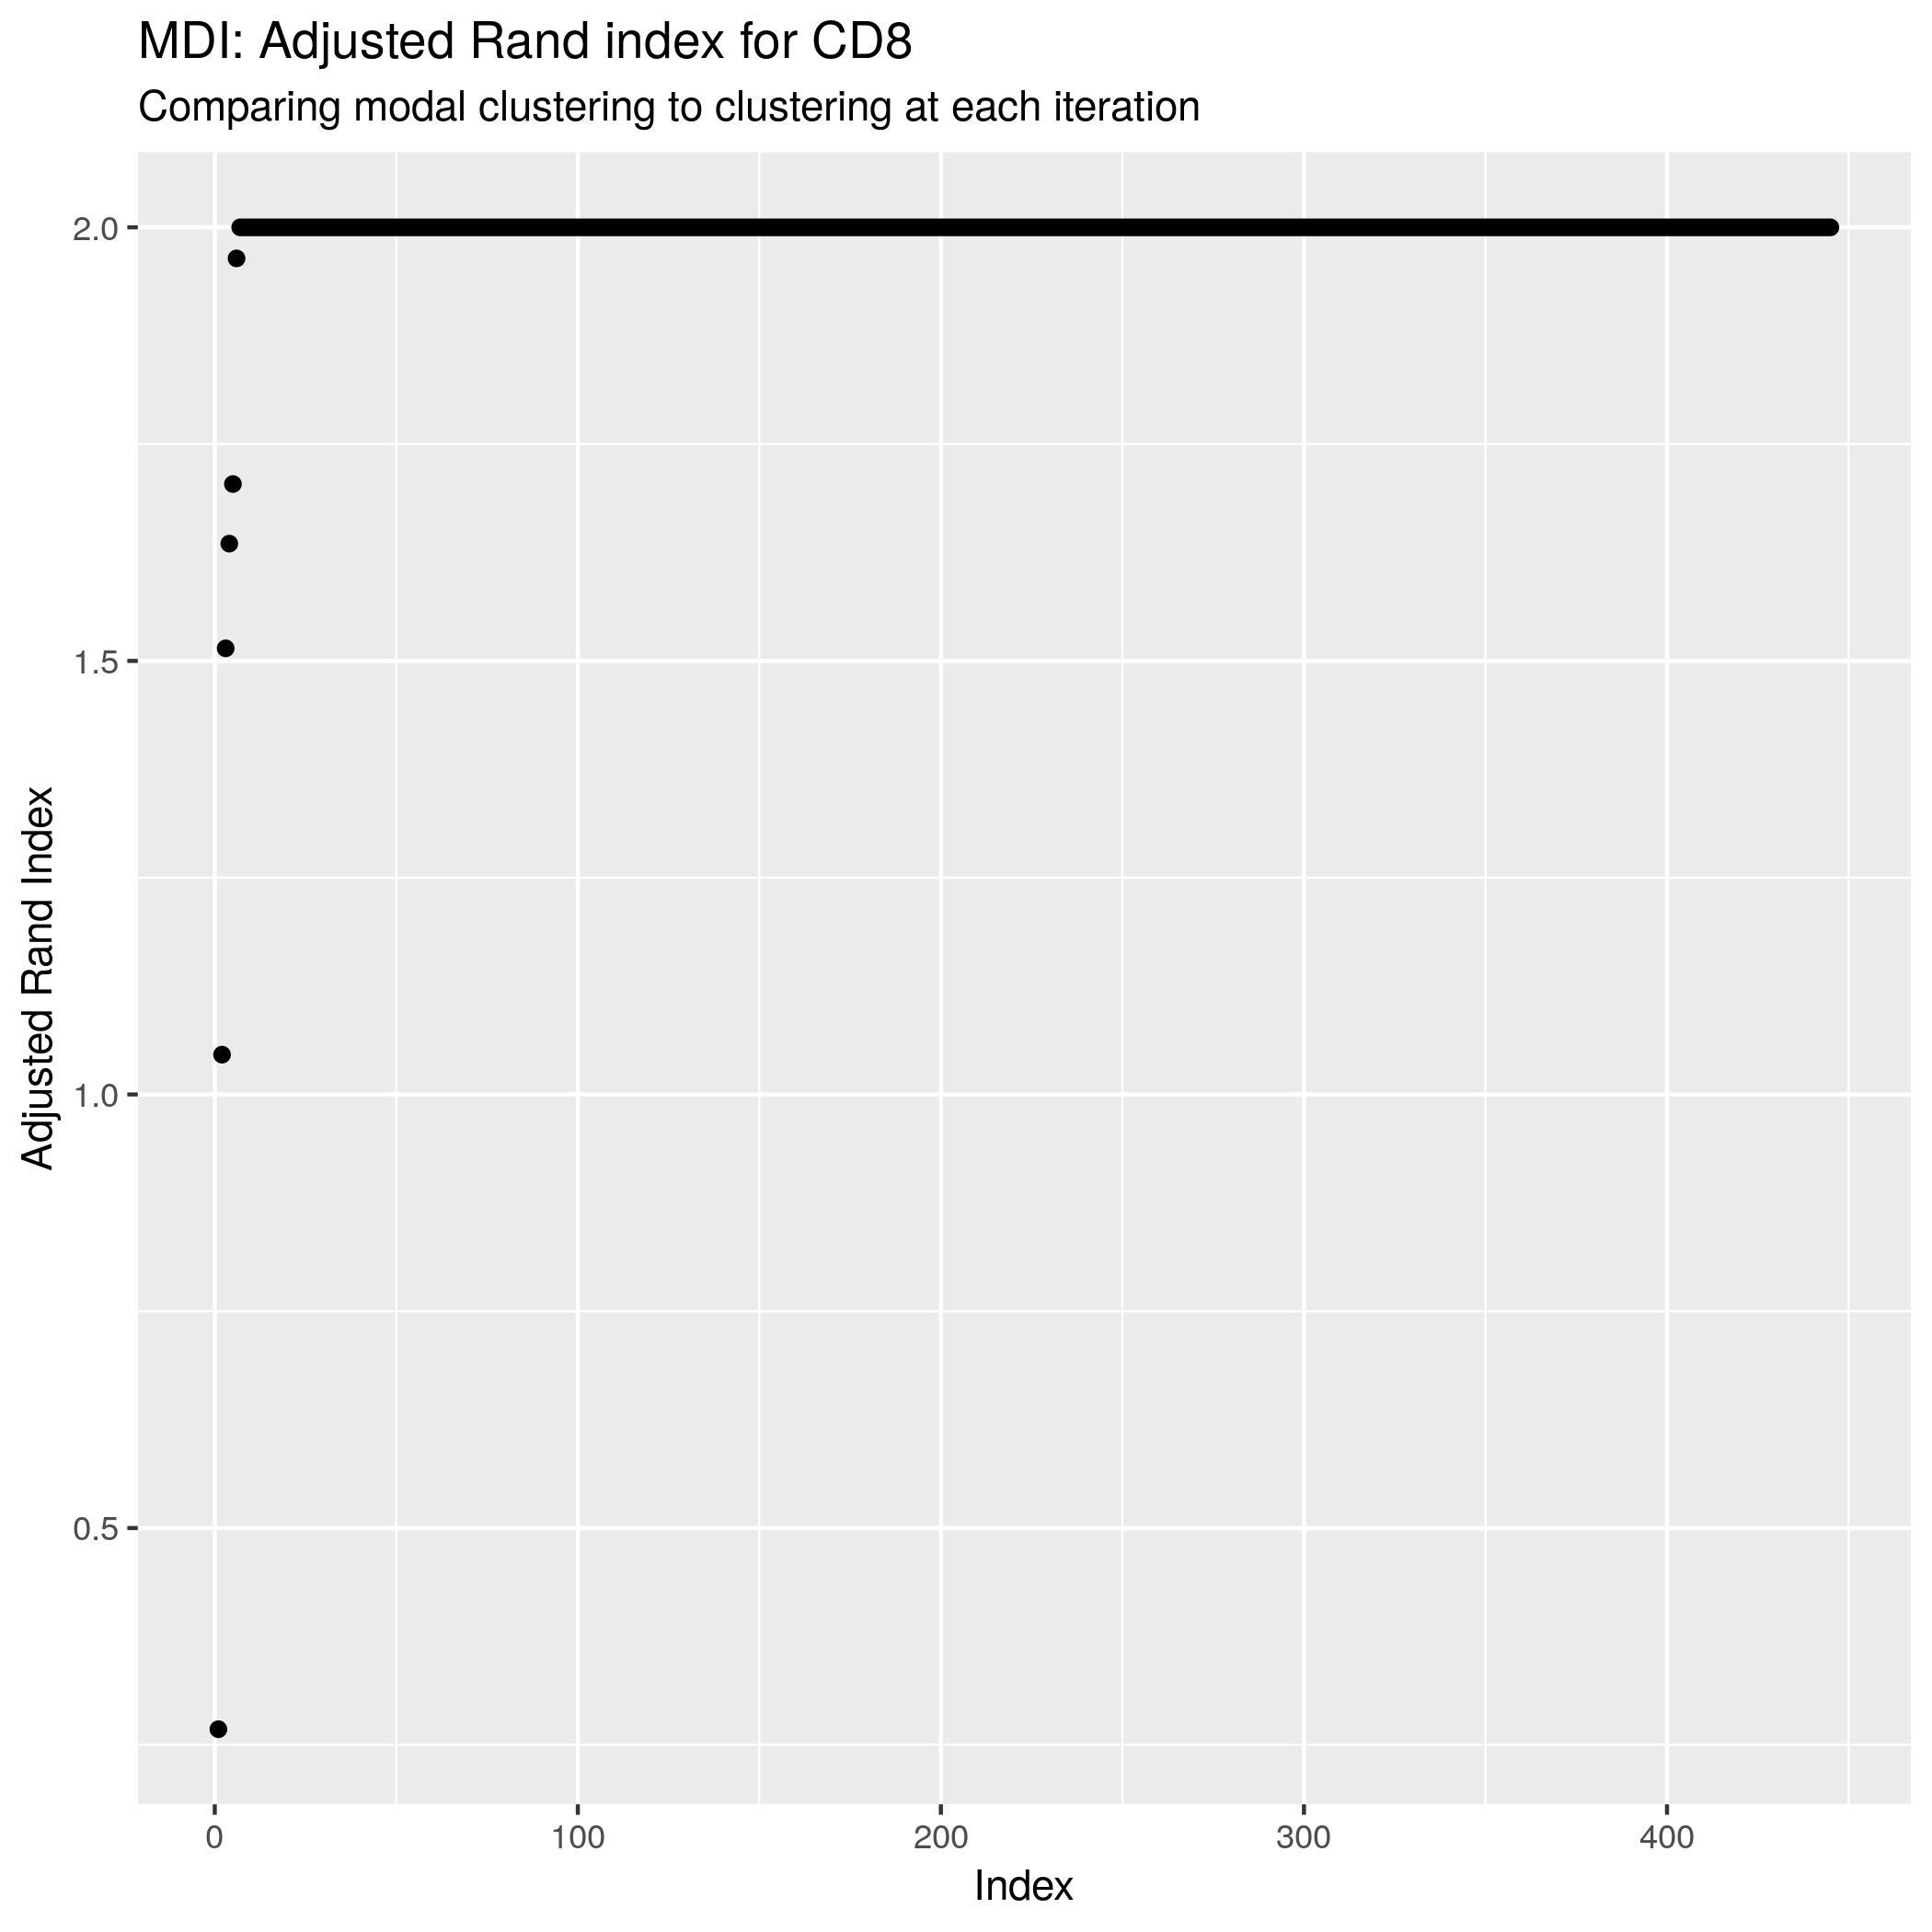 MDI: Adjusted Rand index for CD8
Comparing modal clustering to clustering at each iteration
Adjusted Rand Index
2.0
1.5
1.0
0.5
0
100
200
300
400
Index